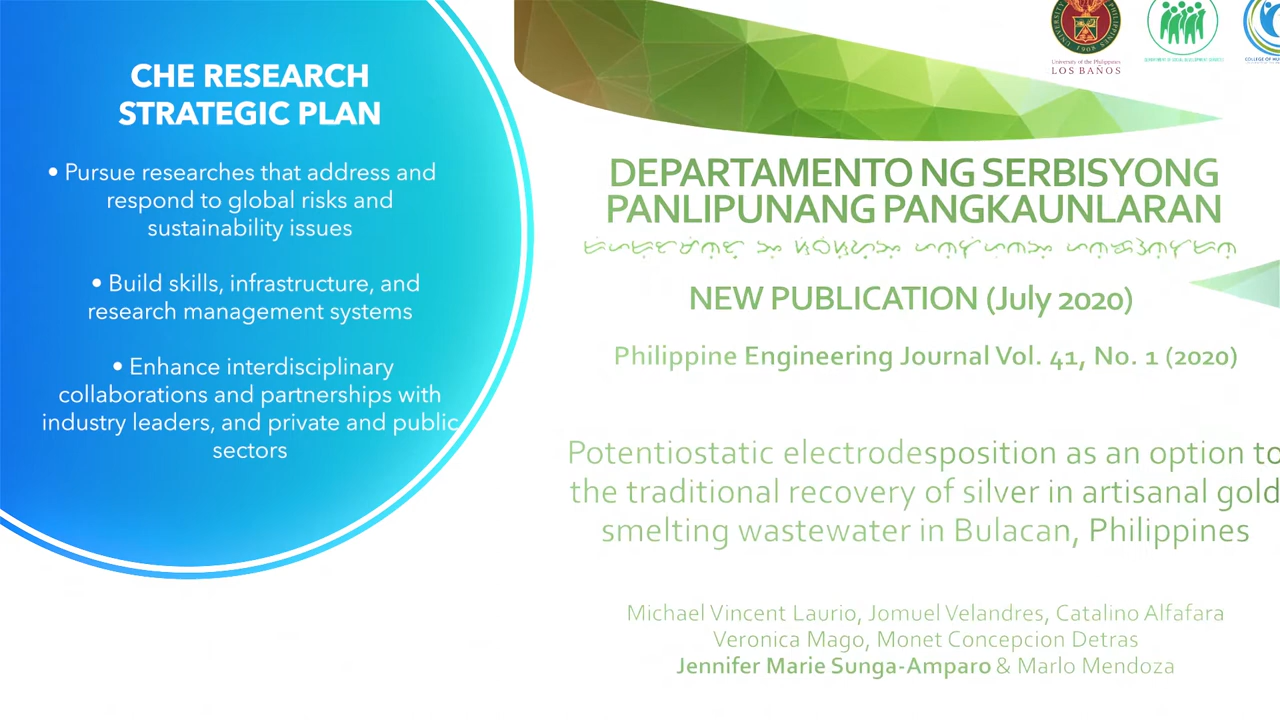 CHE RESEARCH
STRATEGIC PLAN
• Pursue researches that address and
respond to global risks and
sustainability issues
• Build skills, infrastructure, and
research management systems
• Enhance interdisciplinary
collaborations and partnerships with
industry leaders, and private and public
sectors
University of the Philippines
LOS BAÑOS
DEPARTAMENTO NG SERBISYONG
PANLIPUNANG PANGKAUNLARAN
NEW PUBLICATION (July 2020)
Philippine Engineering Journal Vol. 41, No. 1 (2020)
Potentiostatic electrodesposition as an option to
the traditional recovery of silver in artisanal gold
smelting wastewater in Bulacan, Philippines
Michael Vincent Laurio, Jomuel Velandres, Catalino Alfafara
Veronica Mago, Monet Concepcion Detras
Jennifer Marie Sunga-Amparo & Marlo Mendoza